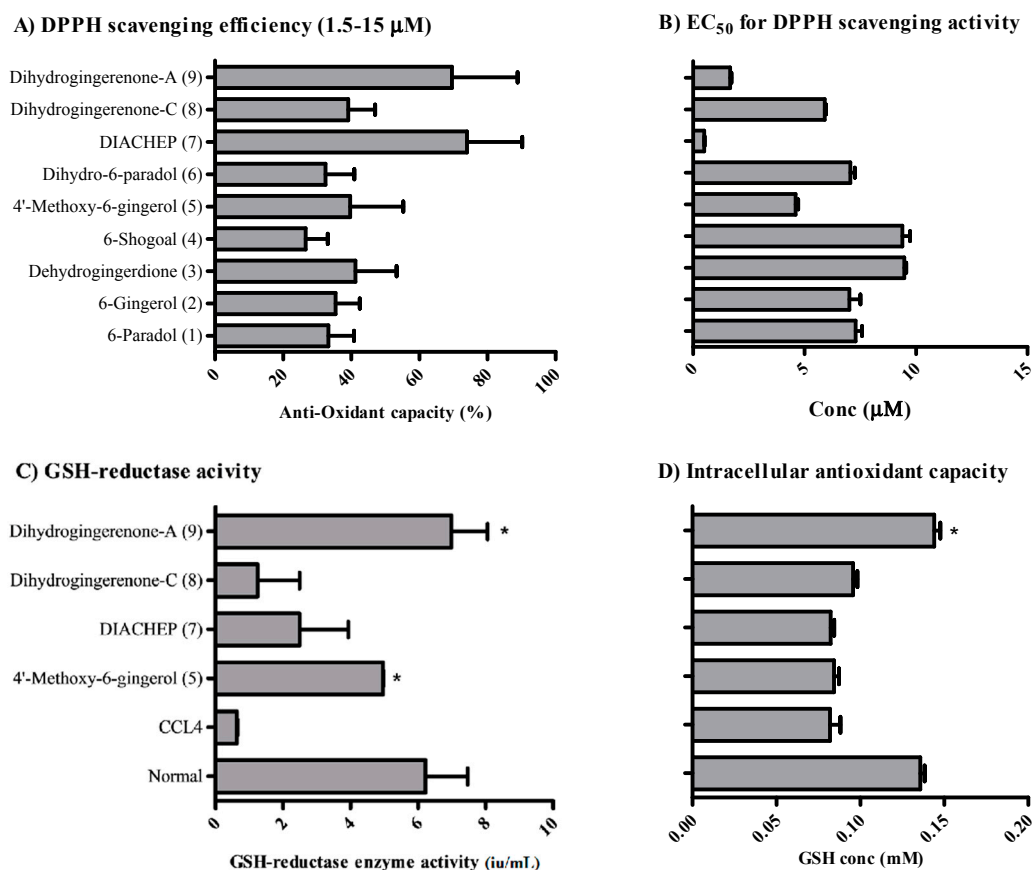 A) DPPH scavenging efficiency (1.5-15 μM)
Dihydrogingerenone-A (9)
Dihydrogingerenone-C (8)
DIACHEP (7)
Dihydro-6-paradol (6)
4'-Methoxy-6-gingerol (5)
6-Shogoal (4)
Dehydrogingerdione (3)
6-Gingerol (2)
6-Paradol (1)
0 20 40 60 80 100
Anti-Oxidant capacity (%)
B) EC50 for DPPH scavenging activity
0 5 10 15
Conc (μM)
C) GSH-reductase acivity
Dihydrogingerenone-A (9) *
Dihydrogingerenone-C (8)
DIACHEP (7)
4'-Methoxy-6-gingerol (5) *
CCL4
Normal
0 2 4 6 8 10
GSH-reductase enzyme activity (iu/mL)
D) Intracellular antioxidant capacity
*
0.00 0.05 0.10 0.15 0.20
GSH conc (mM)